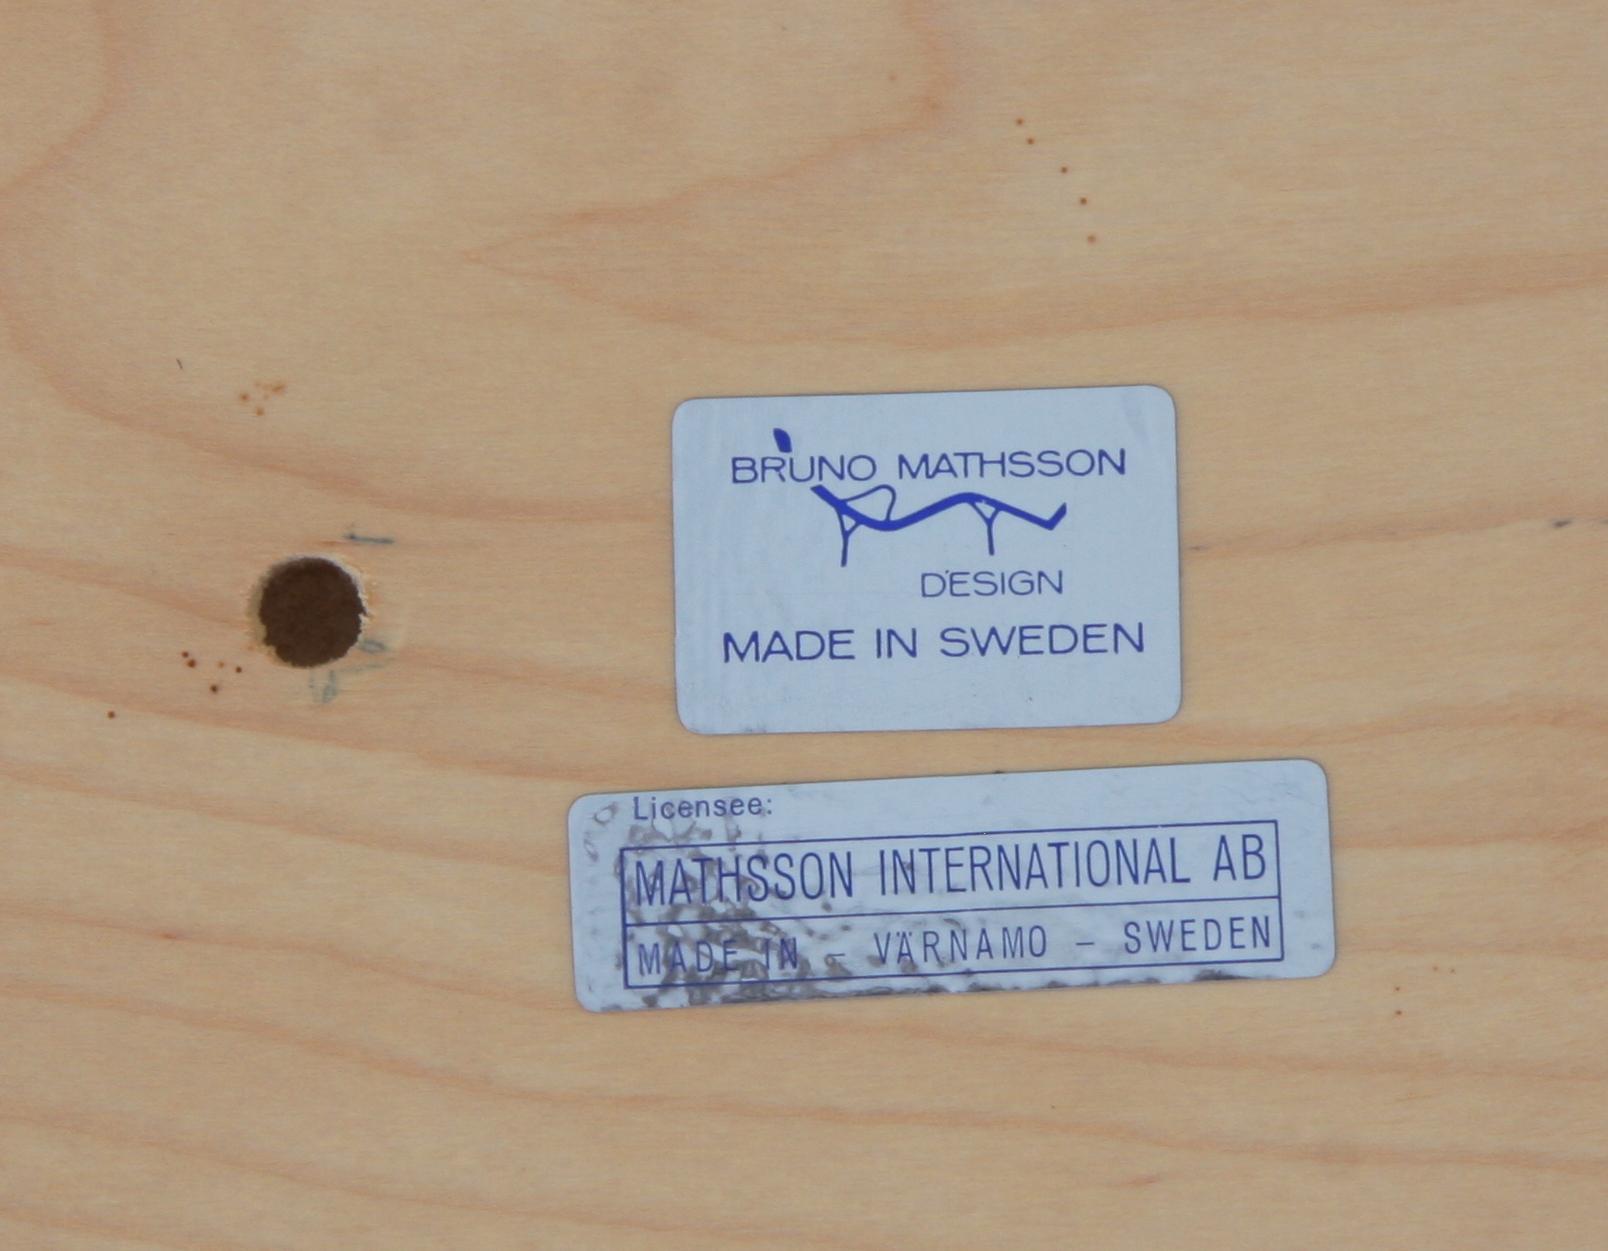 BRUNO MATHSSON
DESIGN
MADE IN SWEDEN
Licensee:
MATHSSON INTERNATIONAL AB
MADE IN - VÄRNAMO - SWEDEN